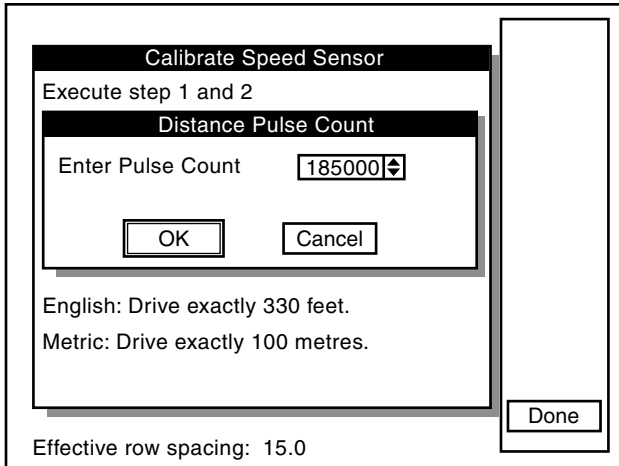 Calibrate Speed Sensor
Execute step 1 and 2
Distance Pulse Count
Enter Pulse Count 185000
OK Cancel
English: Drive exactly 330 feet.
Metric: Drive exactly 100 metres.
Done
Effective row spacing: 15.0